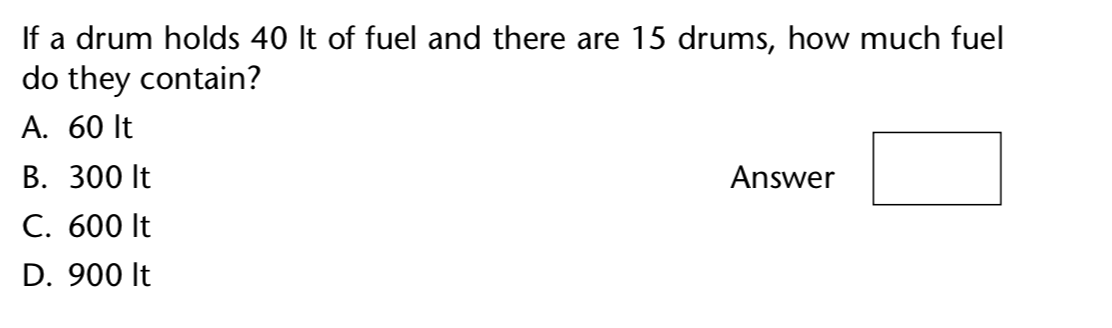 If a drum holds 40 lt of fuel and there are 15 drums, how much fuel
do they contain?
A. 60 lt
B. 300 lt
Answer
C. 600 lt
D. 900 lt